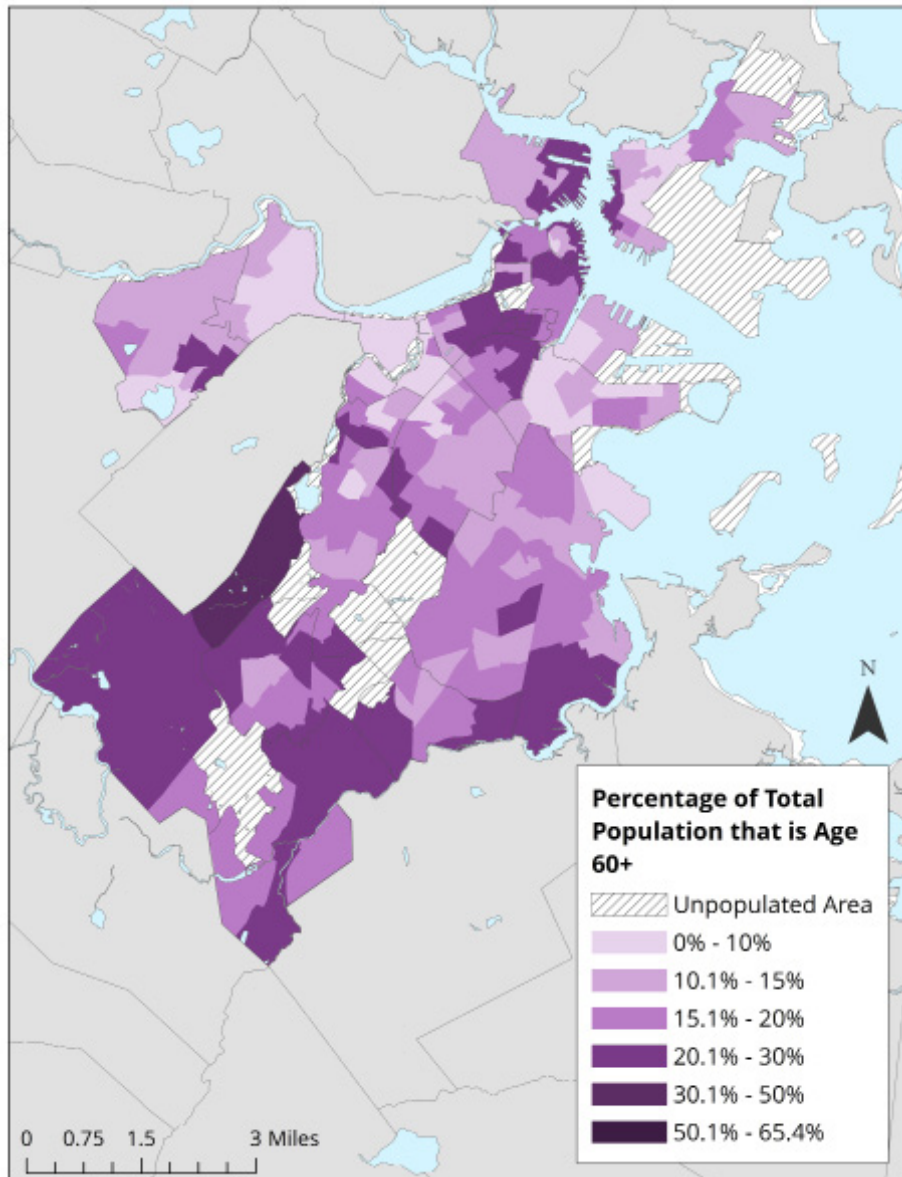 N
Percentage of Total
Population that is Age
60+
Unpopulated Area
0% - 10%
10.1% - 15%
15.1% - 20%
20.1% - 30%
30.1% - 50%
50.1% - 65.4%
0 0.75 1.5 3 Miles